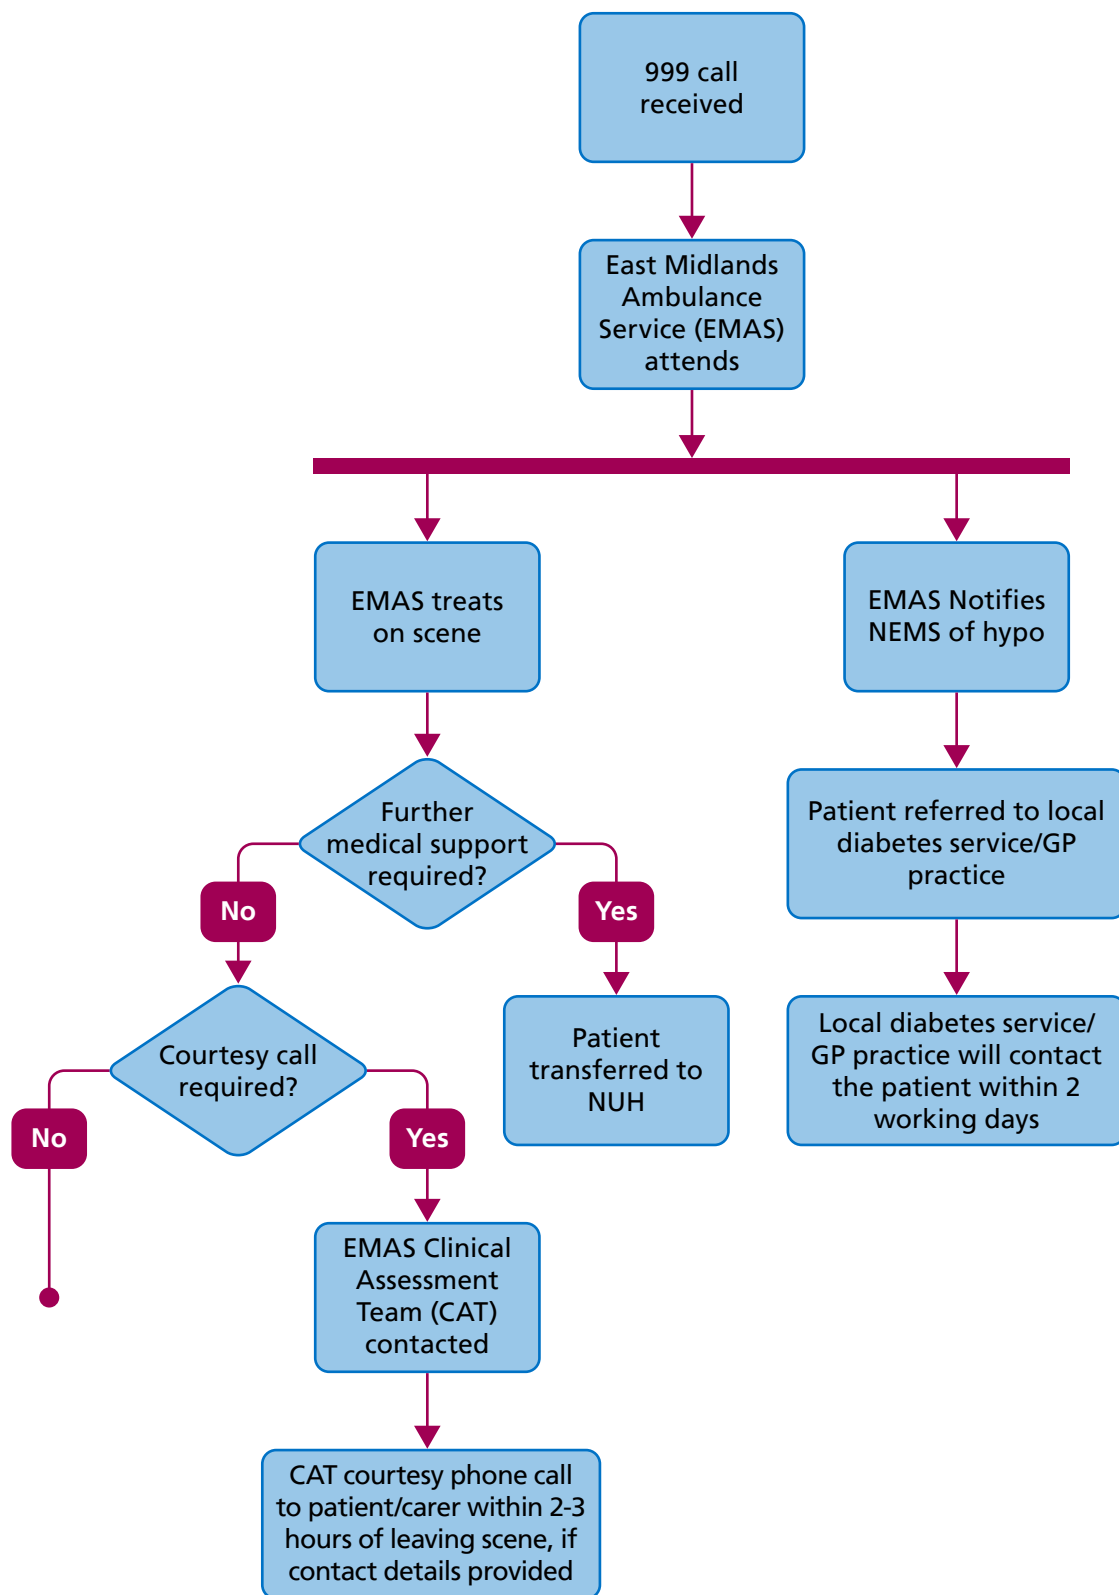 999 call
received
East Midlands
Ambulance
Service (EMAS)
attends
EMAS treats
on scene
EMAS Notifies
NEMS of hypo
Further
medical support
required?
Patient referred to local
diabetes service/GP
practice
No
Yes
Courtesy call
required?
Patient
transferred to
NUH
Local diabetes service/
GP practice will contact
the patient within 2
working days
No
Yes
EMAS Clinical
Assessment
Team (CAT)
contacted
CAT courtesy phone call
to patient/carer within 2-3
hours of leaving scene, if
contact details provided